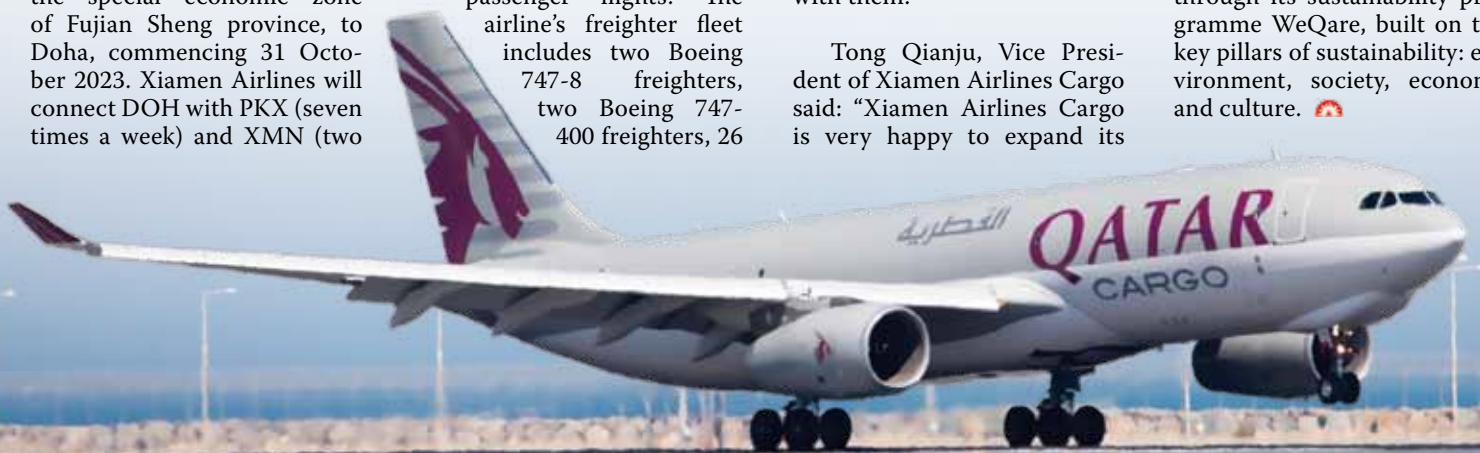 the special economic zone
of Fujian Sheng province, to
Doha, commencing 31 Octo-
ber 2023. Xiamen Airlines will
connect DOH with PKX (seven
times a week) and XMN (two
passenger flights. The
airline’s freighter fleet
includes two Boeing
747-8 freighters,
two Boeing 747-
400 freighters, 26
with them.”
Tong Qianju, Vice Presi-
dent of Xiamen Airlines Cargo
said: “Xiamen Airlines Cargo
is very happy to expand its
through its sustainability pr
gramme WeQare, built on t
key pillars of sustainability: e
vironment, society, econom
and culture.
القطرية QATAR
CARGO